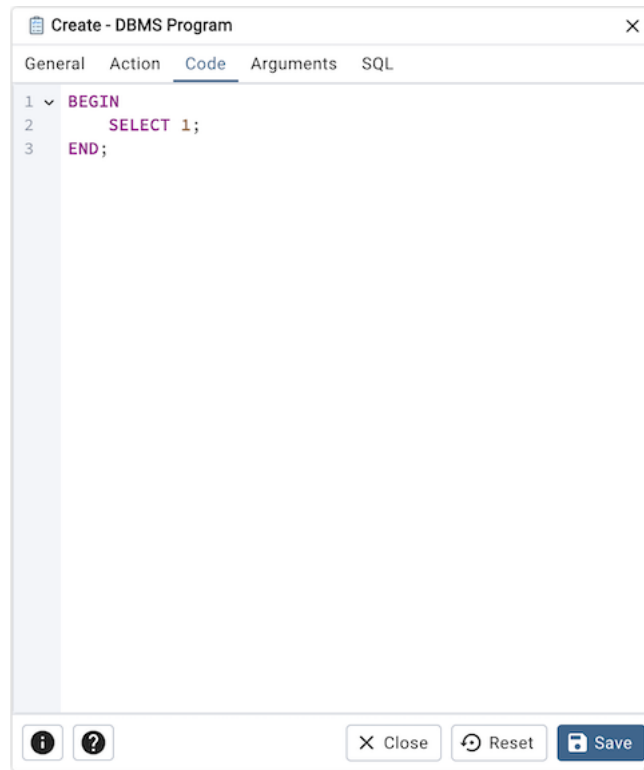 Create - DBMS Program
General Action Code Arguments SQL
1 BEGIN
2 SELECT 1;
3 END;
Close Reset Save